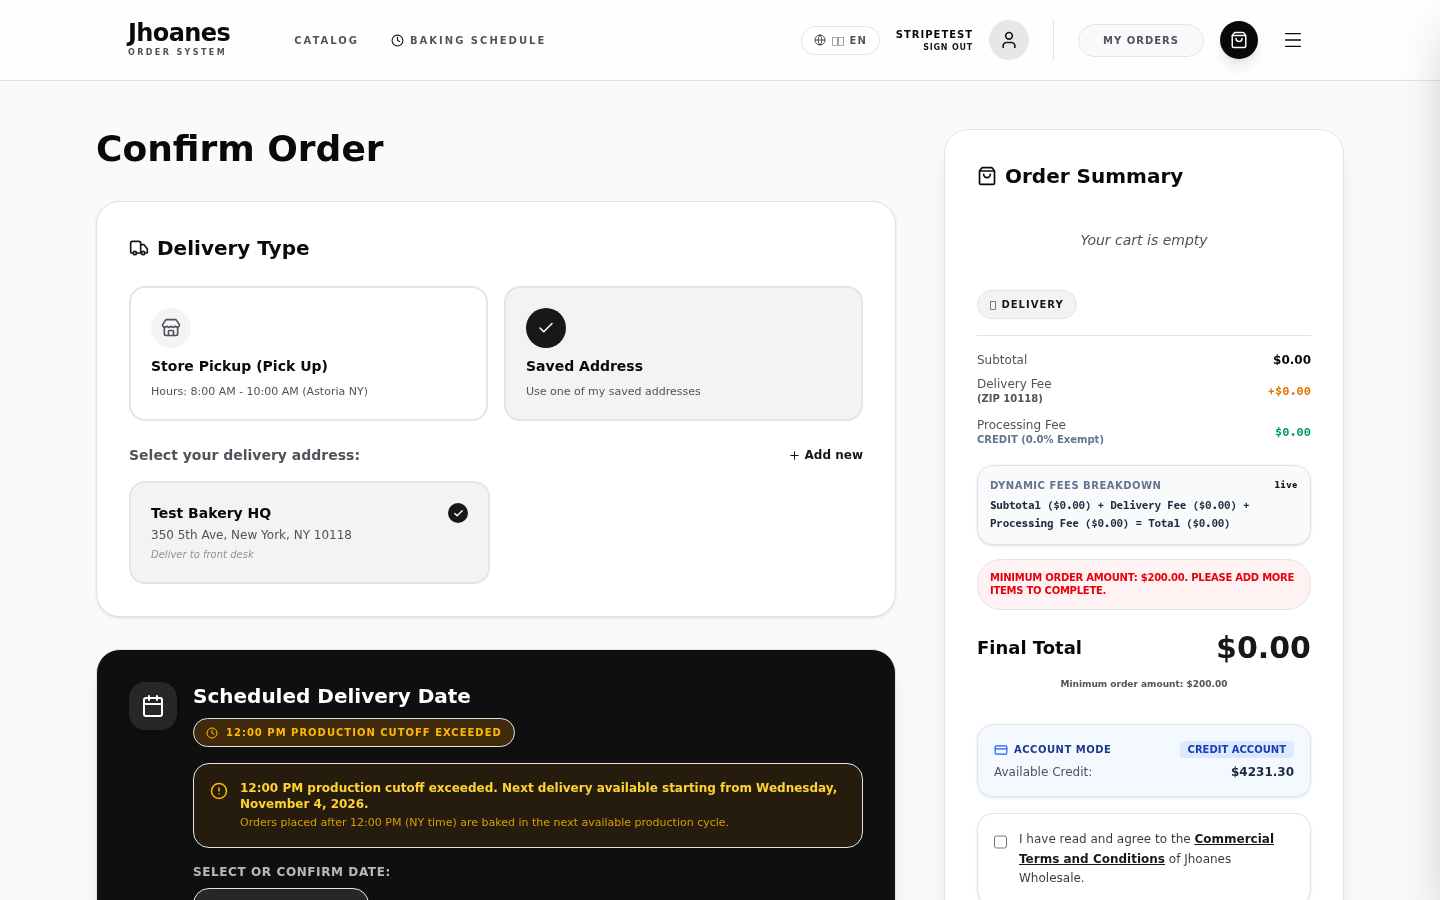 Jhoanes
ORDER SYSTEM
CATALOG
BAKING SCHEDULE
EN
STRIPETEST
SIGN OUT
MY ORDERS
Confirm Order
Delivery Type
Store Pickup (Pick Up)
Hours: 8:00 AM - 10:00 AM (Astoria NY)
Saved Address
Use one of my saved addresses
Select your delivery address:
+ Add new
Test Bakery HQ
350 5th Ave, New York, NY 10118
Deliver to front desk
Scheduled Delivery Date
12:00 PM PRODUCTION CUTOFF EXCEEDED
12:00 PM production cutoff exceeded. Next delivery available starting from Wednesday,
November 4, 2026.
Orders placed after 12:00 PM (NY time) are baked in the next available production cycle.
SELECT OR CONFIRM DATE:
Order Summary
Your cart is empty
DELIVERY
Subtotal $0.00
Delivery Fee
(ZIP 10118)
+$0.00
Processing Fee
CREDIT (0.0% Exempt)
$0.00
DYNAMIC FEES BREAKDOWN live
Subtotal ($0.00) + Delivery Fee ($0.00) +
Processing Fee ($0.00) = Total ($0.00)
MINIMUM ORDER AMOUNT: $200.00. PLEASE ADD MORE
ITEMS TO COMPLETE.
Final Total $0.00
Minimum order amount: $200.00
ACCOUNT MODE CREDIT ACCOUNT
Available Credit: $4231.30
I have read and agree to the Commercial
Terms and Conditions of Jhoanes
Wholesale.